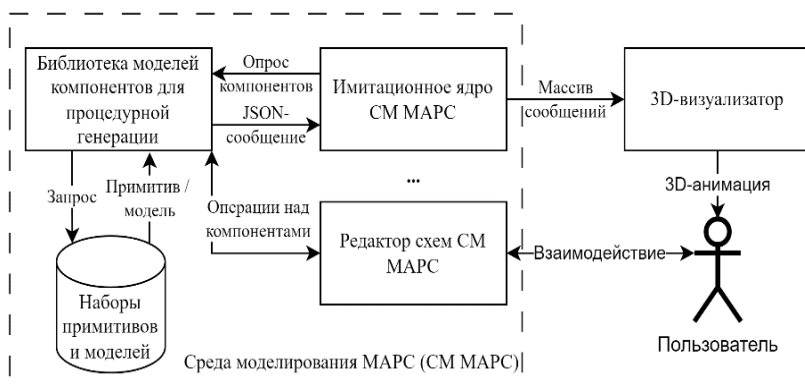 Библиотека моделей
компонентов для
процедурной
генерации
Опрос
компонентов
JSON-
сообщение
Имитационное ядро
СМ МАРС
Массив
сообщений
3D-визуализатор
3D-анимация
Запрос
Примитив /
модель
...
Операции над
компонентами
Редактор схем СМ
МАРС
Взаимодействие
Наборы
примитивов
и моделей
Пользователь
Среда моделирования МАРС (СМ МАРС)